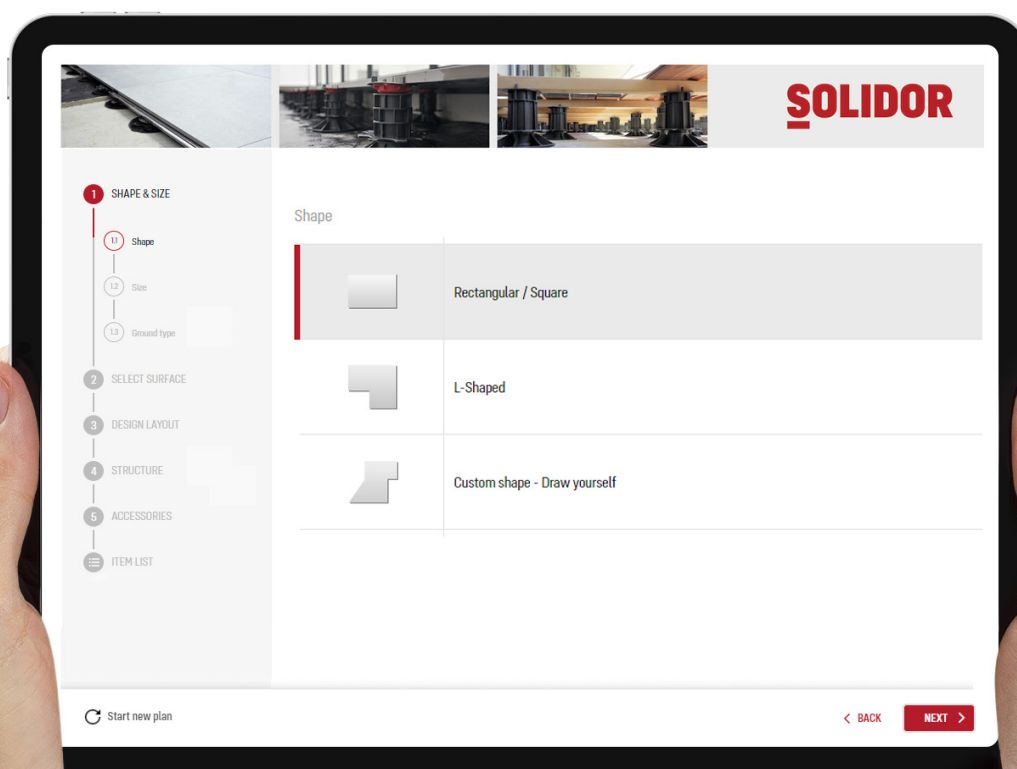 SOLIDOR
1 SHAPE & SIZE
1.1 Shape
1.2 Size
1.3 Ground type
2 SELECT SURFACE
3 DESIGN LAYOUT
4 STRUCTURE
5 ACCESSORIES
ITEM LIST
Shape
Rectangular / Square
L-Shaped
Custom shape - Draw yourself
Start new plan
BACK
NEXT